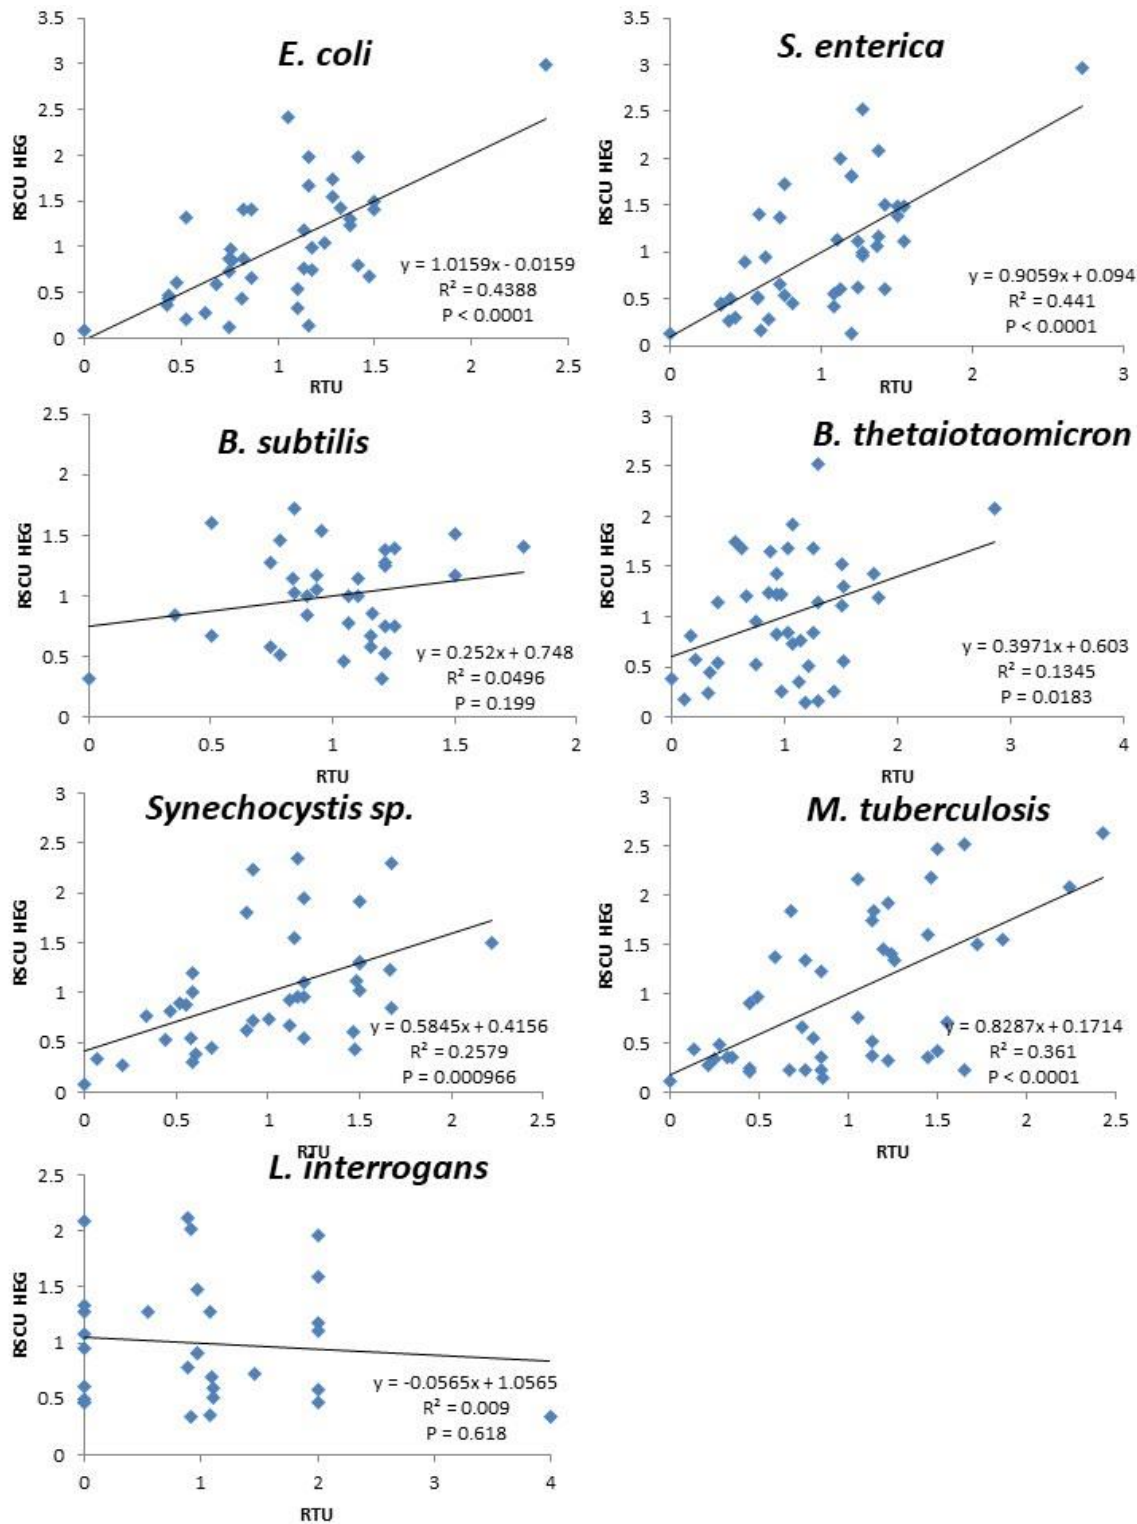 E. coli
RSCU HEG
3.5
3
2.5
2
1.5
1
0.5
0
y = 1.0159x - 0.0159
R² = 0.4388
P < 0.0001
0 0.5 1 1.5 2 2.5
RTU
S. enterica
RSCU HEG
3.5
3
2.5
2
1.5
1
0.5
0
y = 0.9059x + 0.094
R² = 0.441
P < 0.0001
0 1 2 3
RTU
B. subtilis
RSCU HEG
2.5
2
1.5
1
0.5
0
y = 0.252x + 0.748
R² = 0.0496
P = 0.199
0 0.5 1 1.5 2
RTU
B. thetaiotaomicron
RSCU HEG
3
2.5
2
1.5
1
0.5
0
y = 0.3971x + 0.603
R² = 0.1345
P = 0.0183
0 1 2 3 4
RTU
Synechocystis sp.
RSCU HEG
3
2.5
2
1.5
1
0.5
0
y = 0.5845x + 0.4156
R² = 0.2579
P = 0.000966
0 0.5 1 1.5 2 2.5
RTU
M. tuberculosis
RSCU HEG
3
2.5
2
1.5
1
0.5
0
y = 0.8287x + 0.1714
R² = 0.361
P < 0.0001
0 0.5 1 1.5 2 2.5
RTU
L. interrogans
RSCU HEG
2.5
2
1.5
1
0.5
0
y = -0.0565x + 1.0565
R² = 0.009
P = 0.618
0 1 2 3 4
RTU